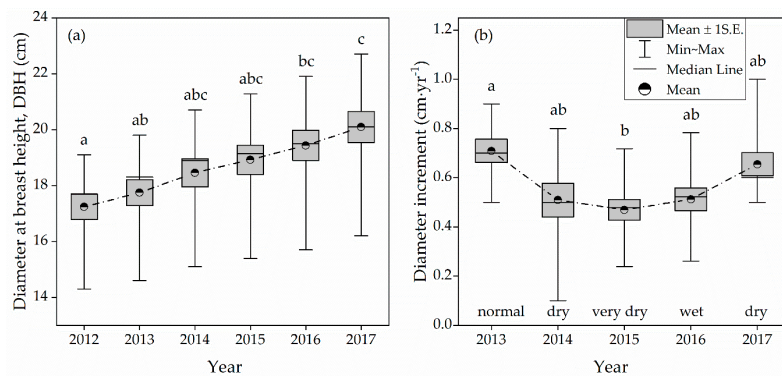 (a)
Diameter at breast height, DBH (cm)
24
22
20
18
16
14
a
ab
abc
abc
bc
c
2012
2013
2014
2015
2016
2017
Year
(b)
Diameter increment (cm·yr-1)
1.2
1.0
0.8
0.6
0.4
0.2
0.0
Mean ± 1S.E.
Min~Max
Median Line
Mean
a
ab
b
ab
ab
normal
dry
very dry
wet
dry
2013
2014
2015
2016
2017
Year